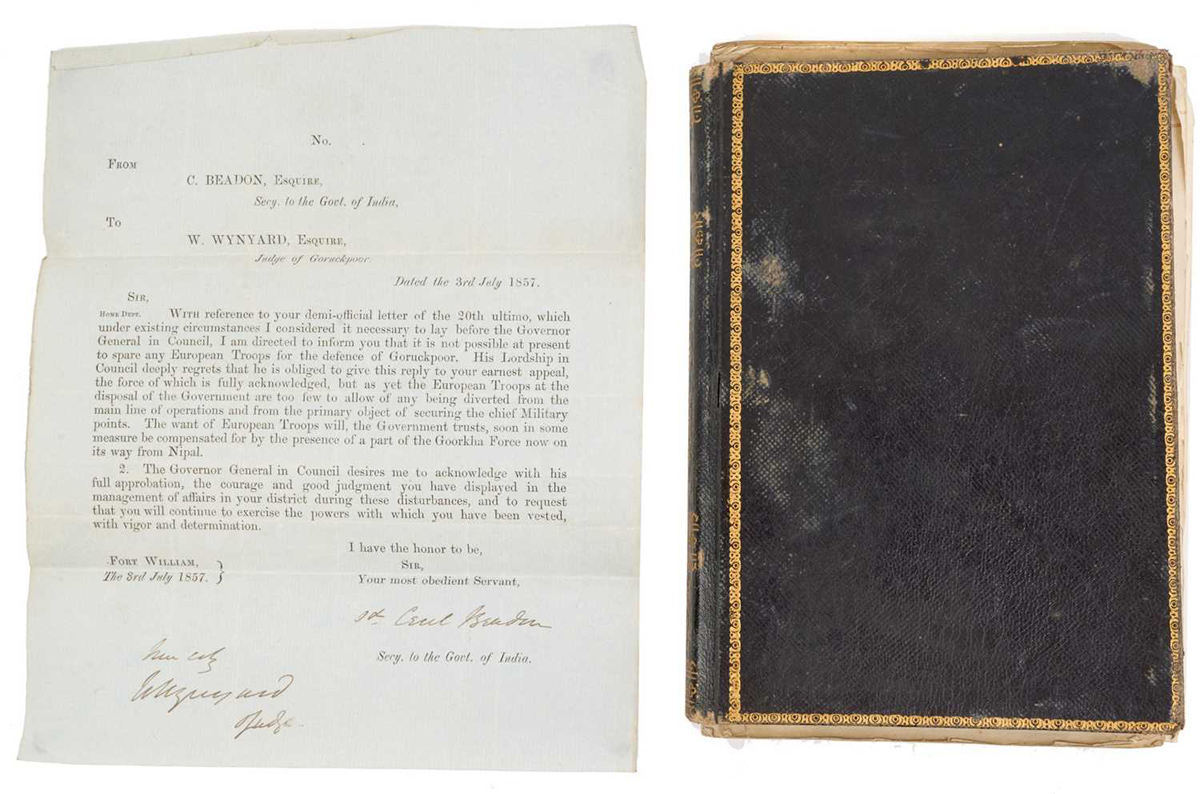 No.
FROM
C. BEADON, ESQUIRE,
Secy. to the Govt. of India,
To
W. WYNYARD, ESQUIRE,
Judge of Goruckpoor.
Dated the 3rd July 1857.
SIR,
HOME DEPT. WITH reference to your demi-official letter of the 20th ultimo, which
under existing circumstances I considered it necessary to lay before the Governor
General in Council, I am directed to inform you that it is not possible at present
to spare any European Troops for the defence of Goruckpoor. His Lordship in
Council deeply regrets that he is obliged to give this reply to your earnest appeal,
the force of which is fully acknowledged, but as yet the European Troops at the
disposal of the Government are too few to allow of any being diverted from the
main line of operations and from the primary object of securing the chief Military
points. The want of European Troops will, the Government trusts, soon in some
measure be compensated for by the presence of a part of the Goorkha Force now on
its way from Nipal.
2. The Governor General in Council desires me to acknowledge with his
full approbation, the courage and good judgment you have displayed in the
management of affairs in your district during these disturbances, and to request
that you will continue to exercise the powers with which you have been vested,
with vigor and determination.
I have the honor to be,
SIR,
Your most obedient Servant,
FORT WILLIAM,
The 3rd July 1857.
Sd Cecil Beadon
Secy. to the Govt. of India.
True copy
WWynyard
Judge